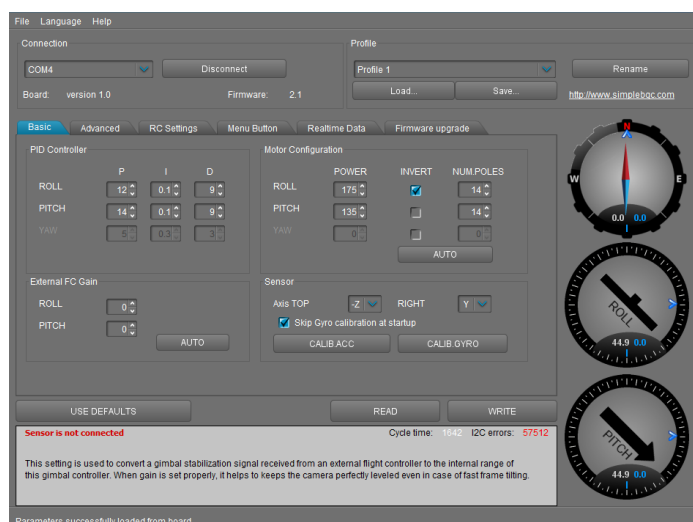 File Language Help
Connection
COM4
Disconnect
Board: version 1.0 Firmware: 2.1
Profile
Profile 1
Rename
Load...
Save...
http://www.simplebgc.com
Basic Advanced RC Settings Menu Button Realtime Data Firmware upgrade
PID Controller
P I D
ROLL 12 0.1 9
PITCH 14 0.1 9
YAW 5 0.3 3
Motor Configuration
POWER INVERT NUM.POLES
ROLL 175 14
PITCH 135 14
YAW 0 0
AUTO
External FC Gain
ROLL 0
PITCH 0
AUTO
Sensor
Axis TOP -Z RIGHT Y
Skip Gyro calibration at startup
CALIB.ACC CALIB.GYRO
N
W E
0.0 0.0
ROLL
44.9 0.0
PITCH
44.9 0.0
USE DEFAULTS READ WRITE
Sensor is not connected Cycle time: 1642 I2C errors: 57512
This setting is used to convert a gimbal stabilization signal received from an external flight controller to the internal range of
this gimbal controller. When gain is set properly, it helps to keeps the camera perfectly leveled even in case of fast frame tilting.
Parameters successfully loaded from board